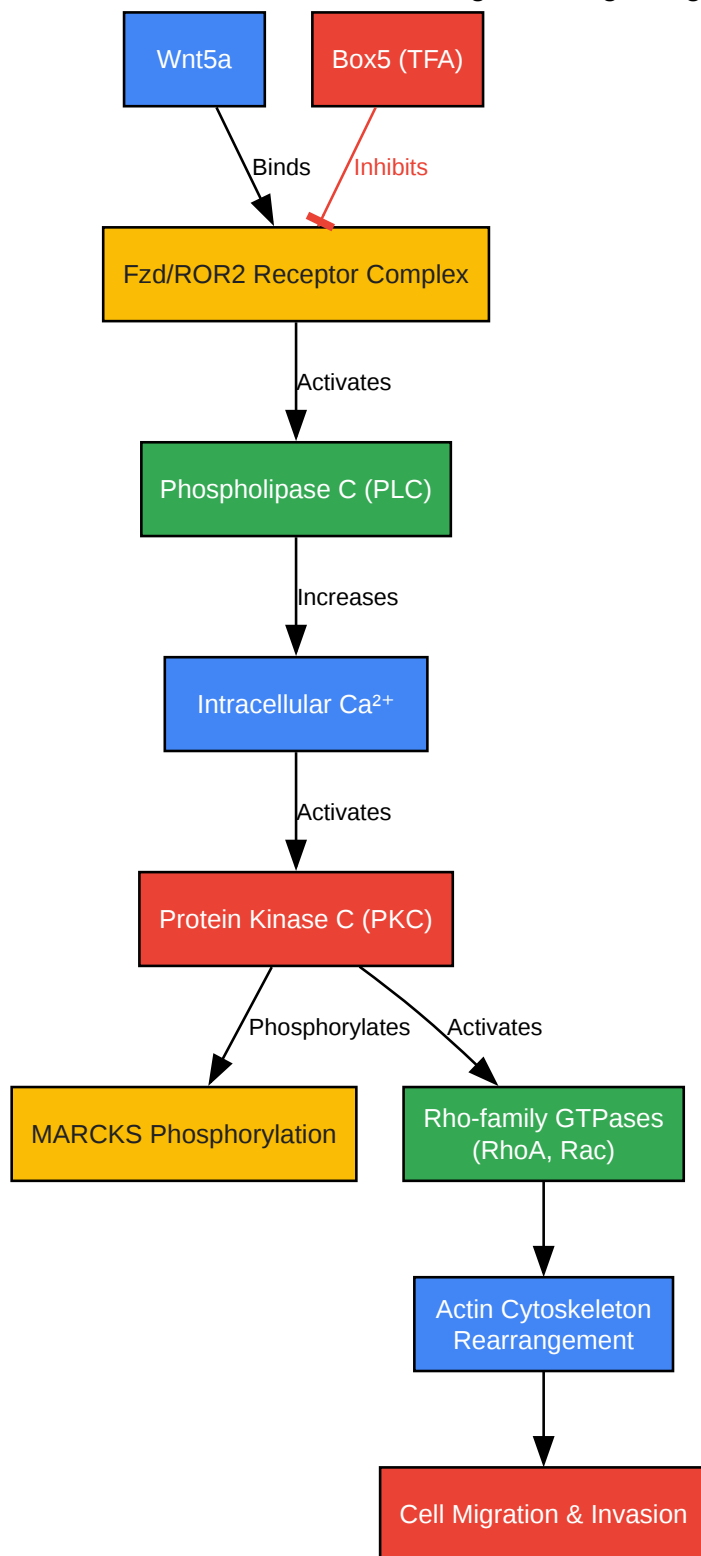 Wnt5a
Box5 (TFA)
Binds
Inhibits
Fzd/ROR2 Receptor Complex
Activates
Phospholipase C (PLC)
Increases
Intracellular Ca²⁺
Activates
Protein Kinase C (PKC)
Phosphorylates
Activates
MARCKS Phosphorylation
Rho-family GTPases
(RhoA, Rac)
Actin Cytoskeleton
Rearrangement
Cell Migration & Invasion